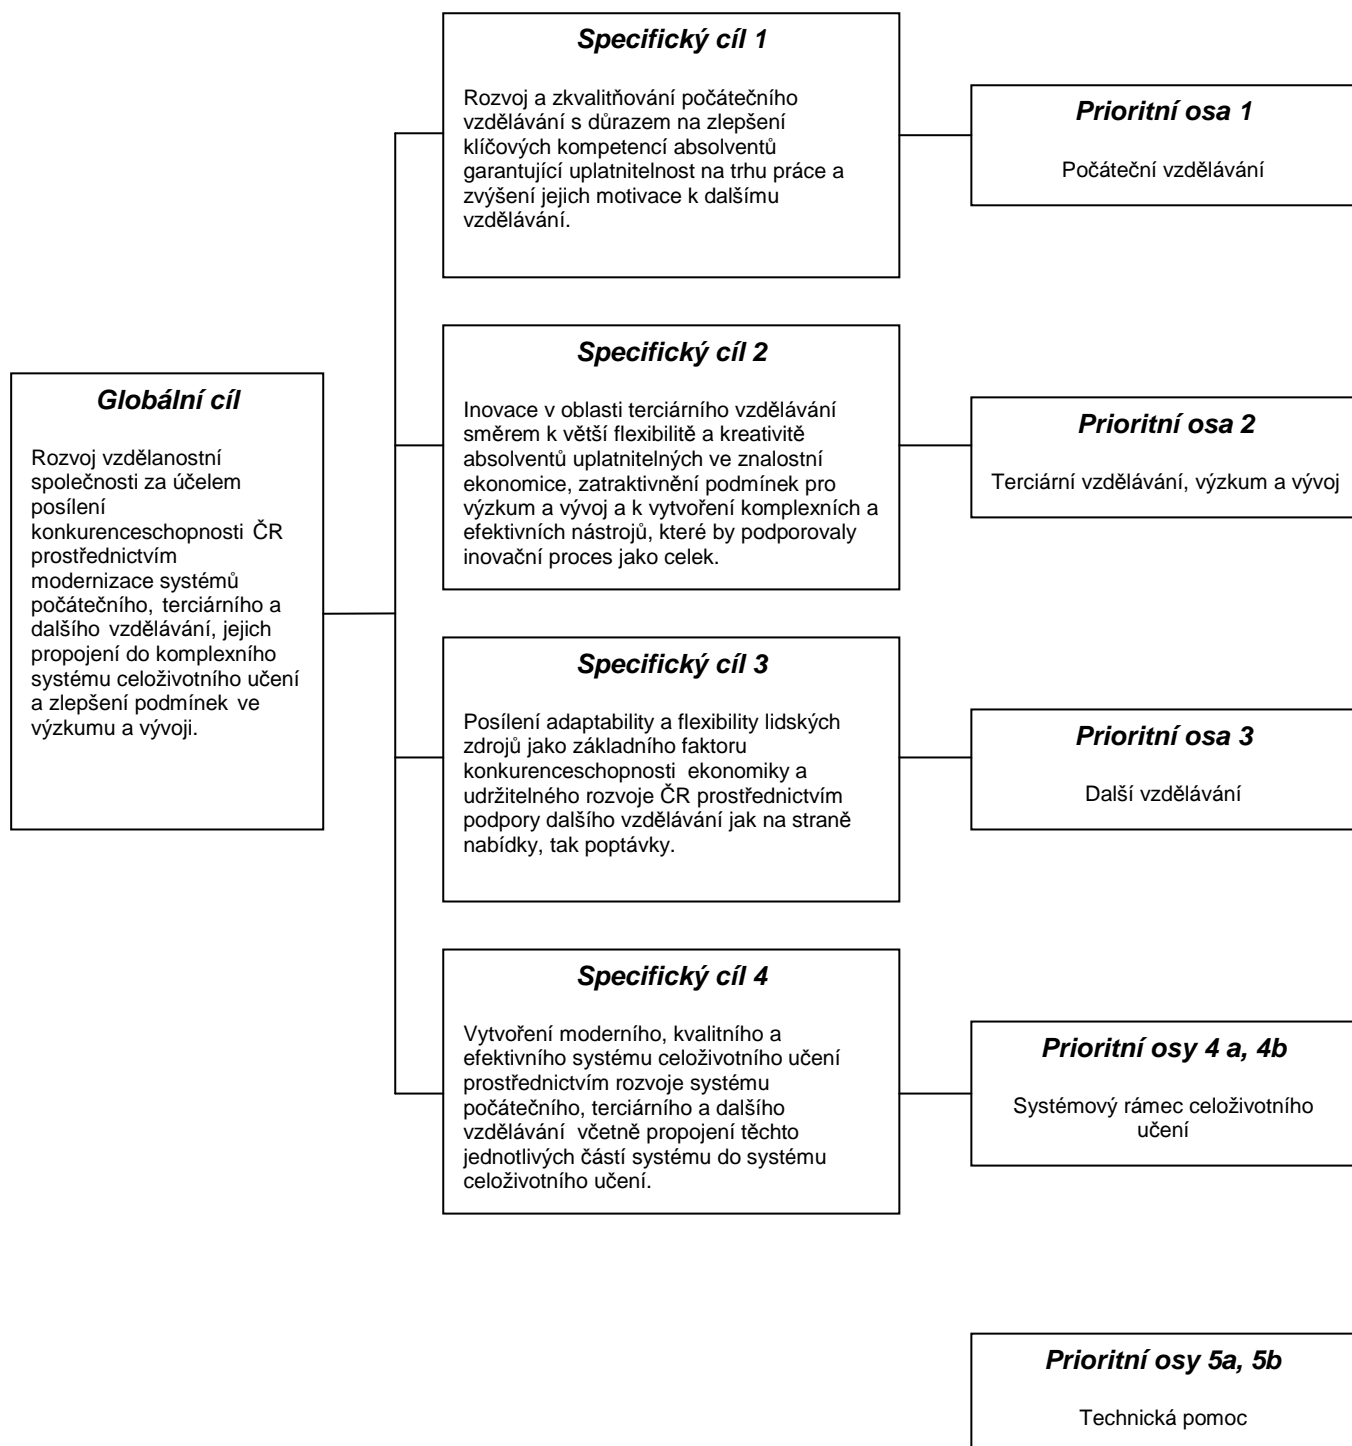 Globální cíl
Rozvoj vzdělanostní
společnosti za účelem
posílení
konkurenceschopnosti ČR
prostřednictvím
modernizace systémů
počátečního, terciárního a
dalšího vzdělávání, jejich
propojení do komplexního
systému celoživotního učení
a zlepšení podmínek ve
výzkumu a vývoji.
Specifický cíl 1
Rozvoj a zkvalitňování počátečního
vzdělávání s důrazem na zlepšení
klíčových kompetencí absolventů
garantující uplatnitelnost na trhu práce a
zvýšení jejich motivace k dalšímu
vzdělávání.
Prioritní osa 1
Počáteční vzdělávání
Specifický cíl 2
Inovace v oblasti terciárního vzdělávání
směrem k větší flexibilitě a kreativitě
absolventů uplatnitelných ve znalostní
ekonomice, zatraktivnění podmínek pro
výzkum a vývoj a k vytvoření komplexních a
efektivních nástrojů, které by podporovaly
inovační proces jako celek.
Prioritní osa 2
Terciární vzdělávání, výzkum a vývoj
Specifický cíl 3
Posílení adaptability a flexibility lidských
zdrojů jako základního faktoru
konkurenceschopnosti ekonomiky a
udržitelného rozvoje ČR prostřednictvím
podpory dalšího vzdělávání jak na straně
nabídky, tak poptávky.
Prioritní osa 3
Další vzdělávání
Specifický cíl 4
Vytvoření moderního, kvalitního a
efektivního systému celoživotního učení
prostřednictvím rozvoje systému
počátečního, terciárního a dalšího
vzdělávání včetně propojení těchto
jednotlivých částí systému do systému
celoživotního učení.
Prioritní osy 4 a, 4b
Systémový rámec celoživotního
učení
Prioritní osy 5a, 5b
Technická pomoc